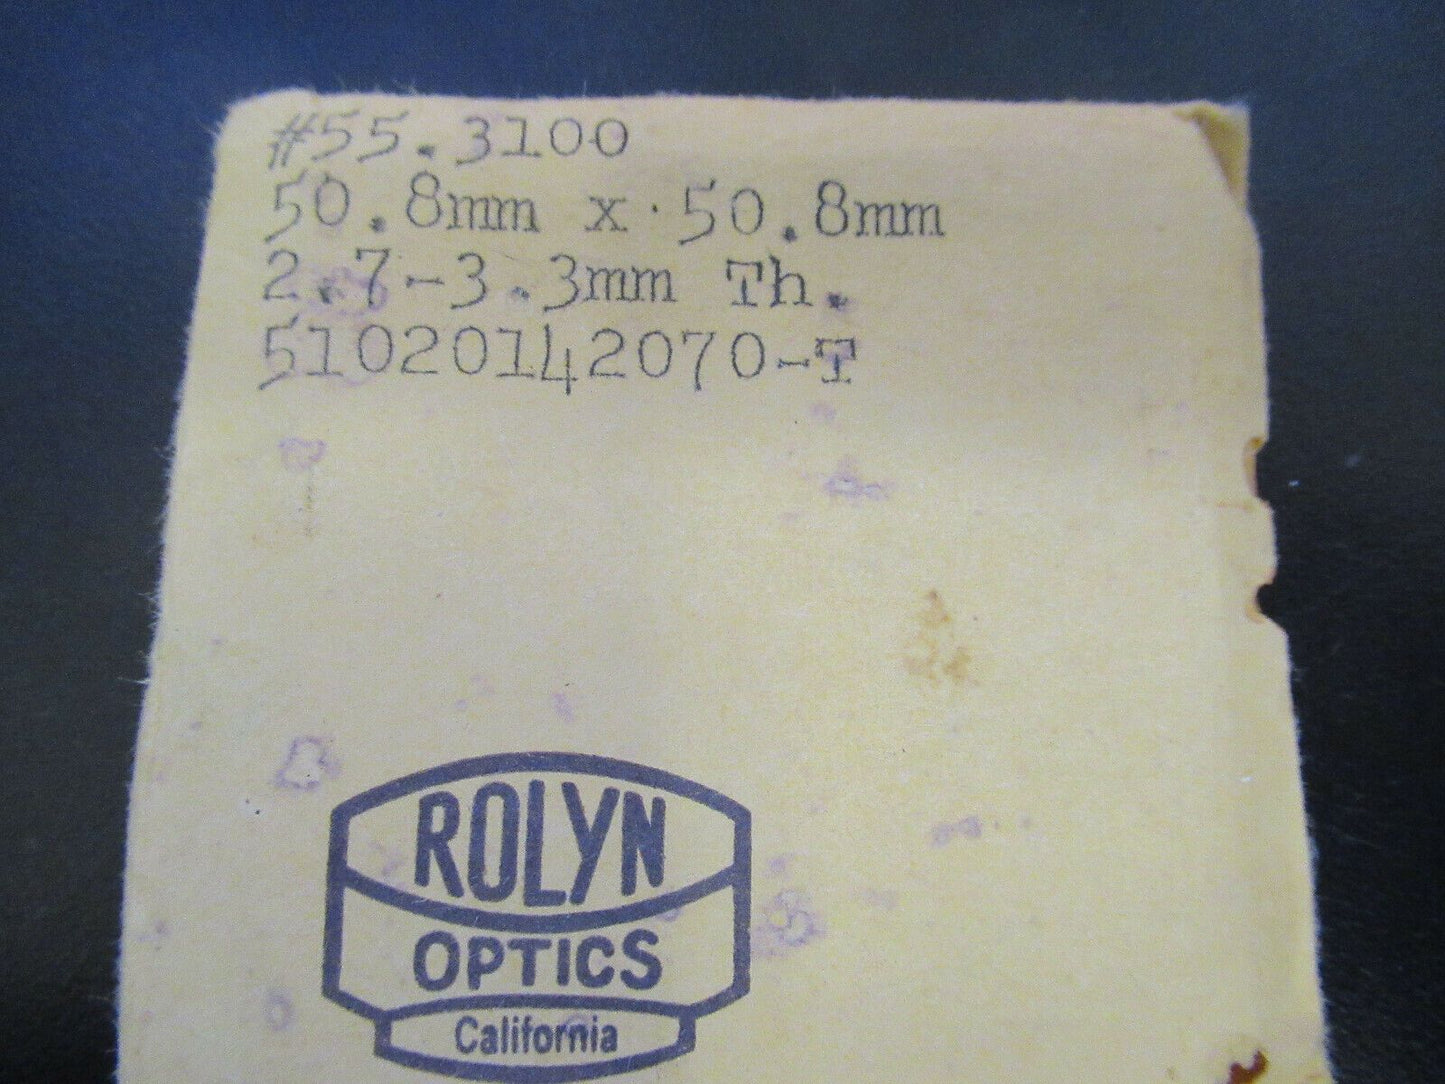 #55.3100
50.8mm x 50.8mm
2.7-3.3mm Th.
51020142070-T
ROLYN
OPTICS
California